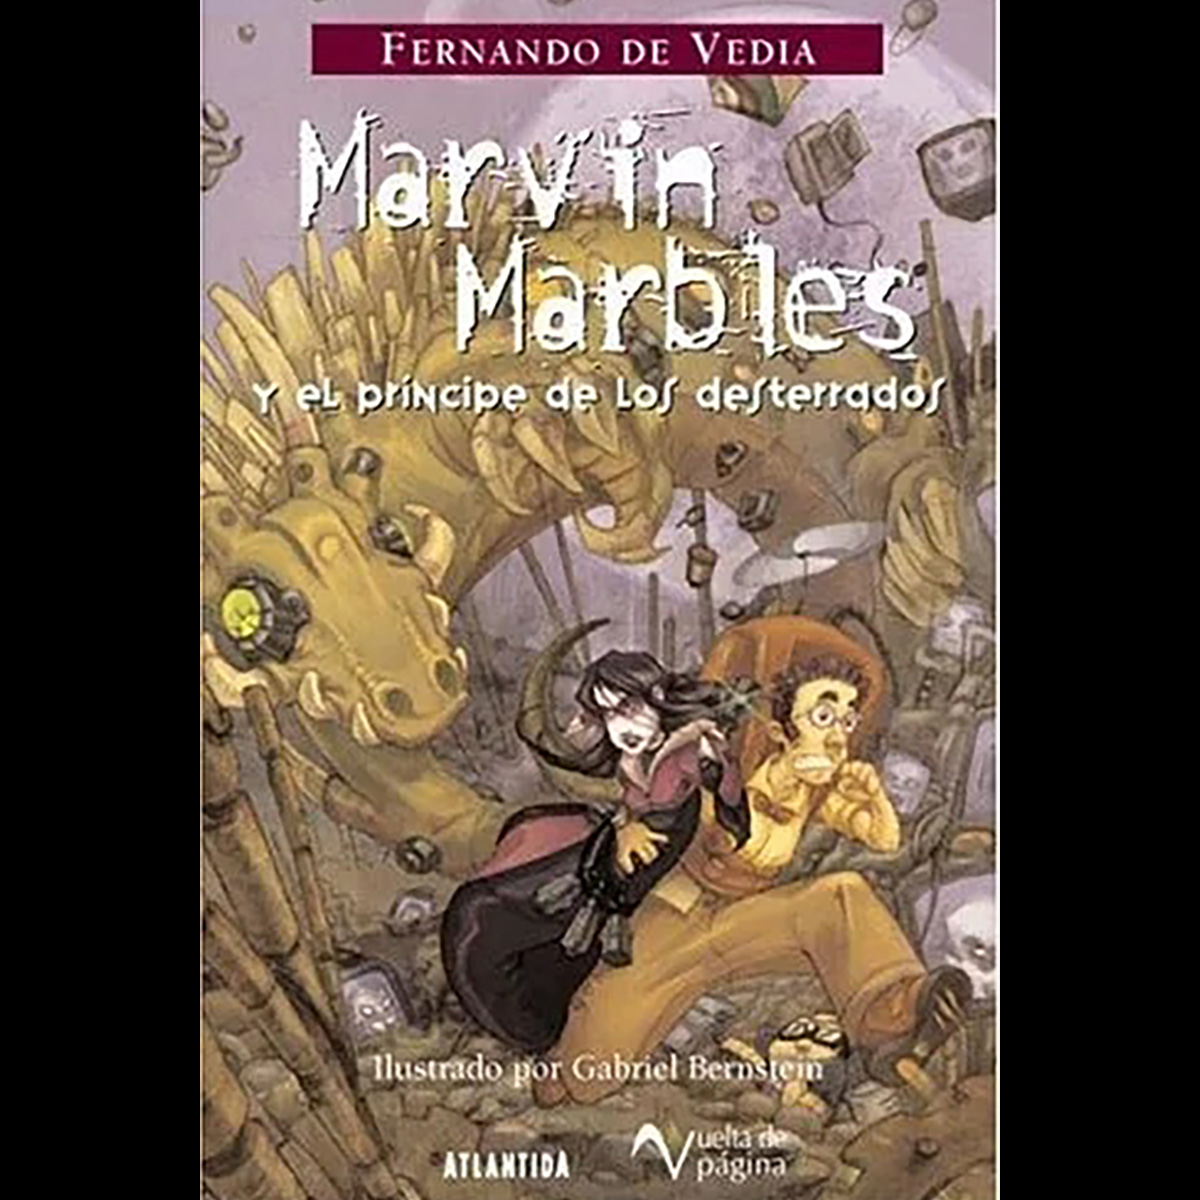 FERNANDO DE VEDIA
Marvin
Marbles
y el príncipe de los desterrados
Ilustrado por Gabriel Bernstein
ATLANTIDA
Vuelta de
página